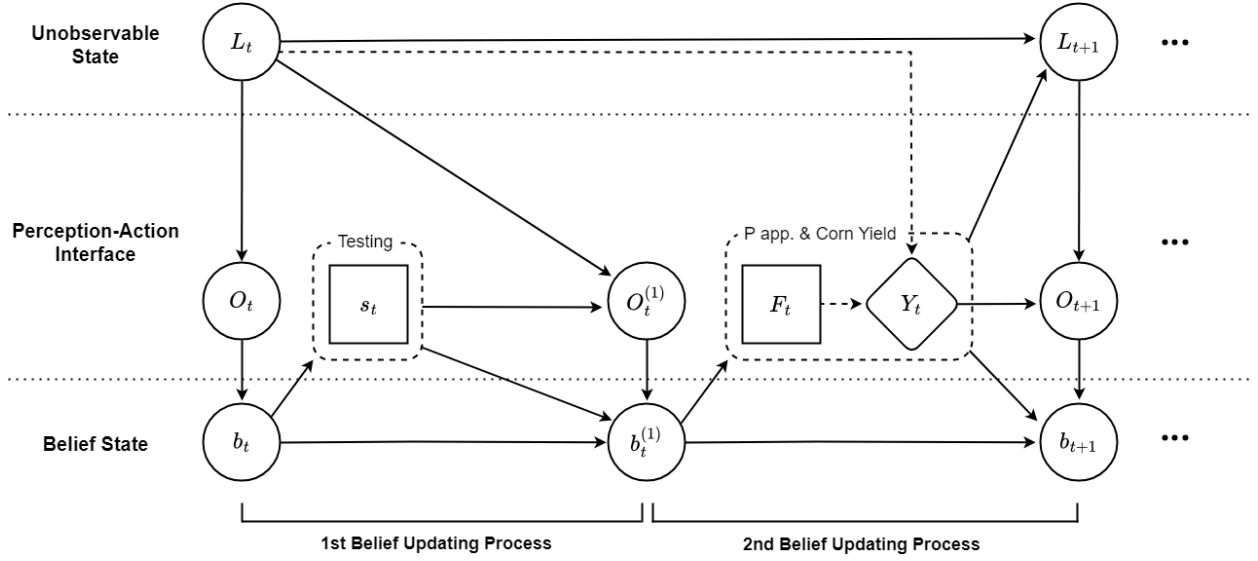 Unobservable
State
L_t
L_{t+1}
...
Perception-Action
Interface
O_t
Testing
s_t
O_t^{(1)}
P app. & Corn Yield
F_t
Y_t
O_{t+1}
...
Belief State
b_t
b_t^{(1)}
b_{t+1}
...
1st Belief Updating Process
2nd Belief Updating Process